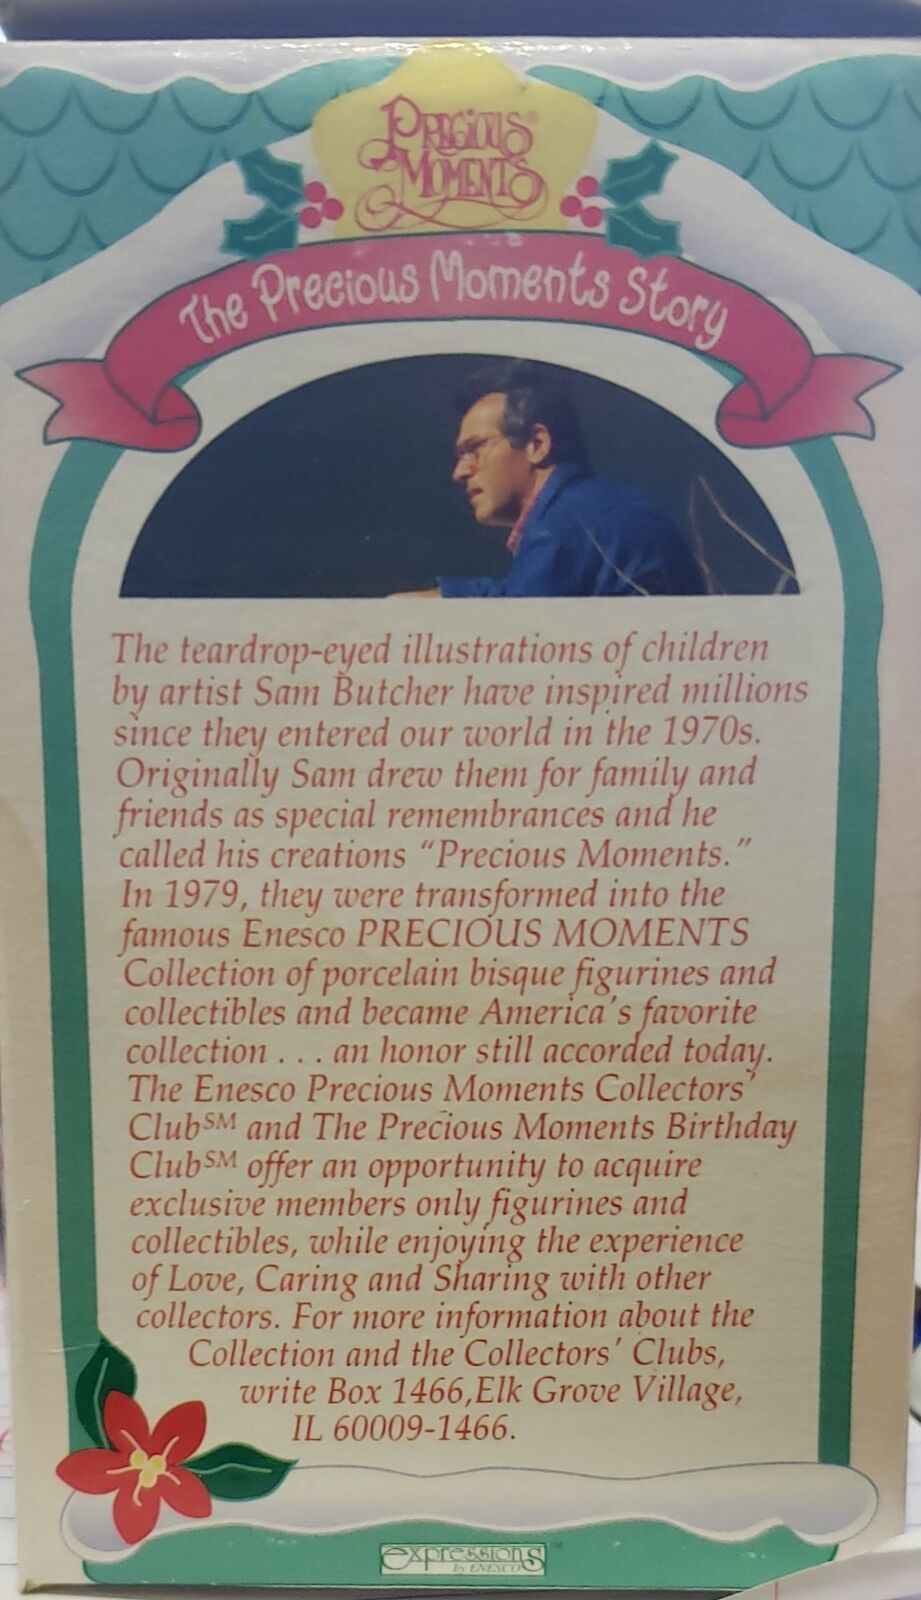 PRECIOUS®
MOMENTS
The Precious Moments Story
The teardrop-eyed illustrations of children
by artist Sam Butcher have inspired millions
since they entered our world in the 1970s.
Originally Sam drew them for family and
friends as special remembrances and he
called his creations “Precious Moments.”
In 1979, they were transformed into the
famous Enesco PRECIOUS MOMENTS
Collection of porcelain bisque figurines and
collectibles and became America's favorite
collection . . . an honor still accorded today.
The Enesco Precious Moments Collectors'
Club℠ and The Precious Moments Birthday
Club℠ offer an opportunity to acquire
exclusive members only figurines and
collectibles, while enjoying the experience
of Love, Caring and Sharing with other
collectors. For more information about the
Collection and the Collectors' Clubs,
write Box 1466,Elk Grove Village,
IL 60009-1466.
expressions™
by ENESCO